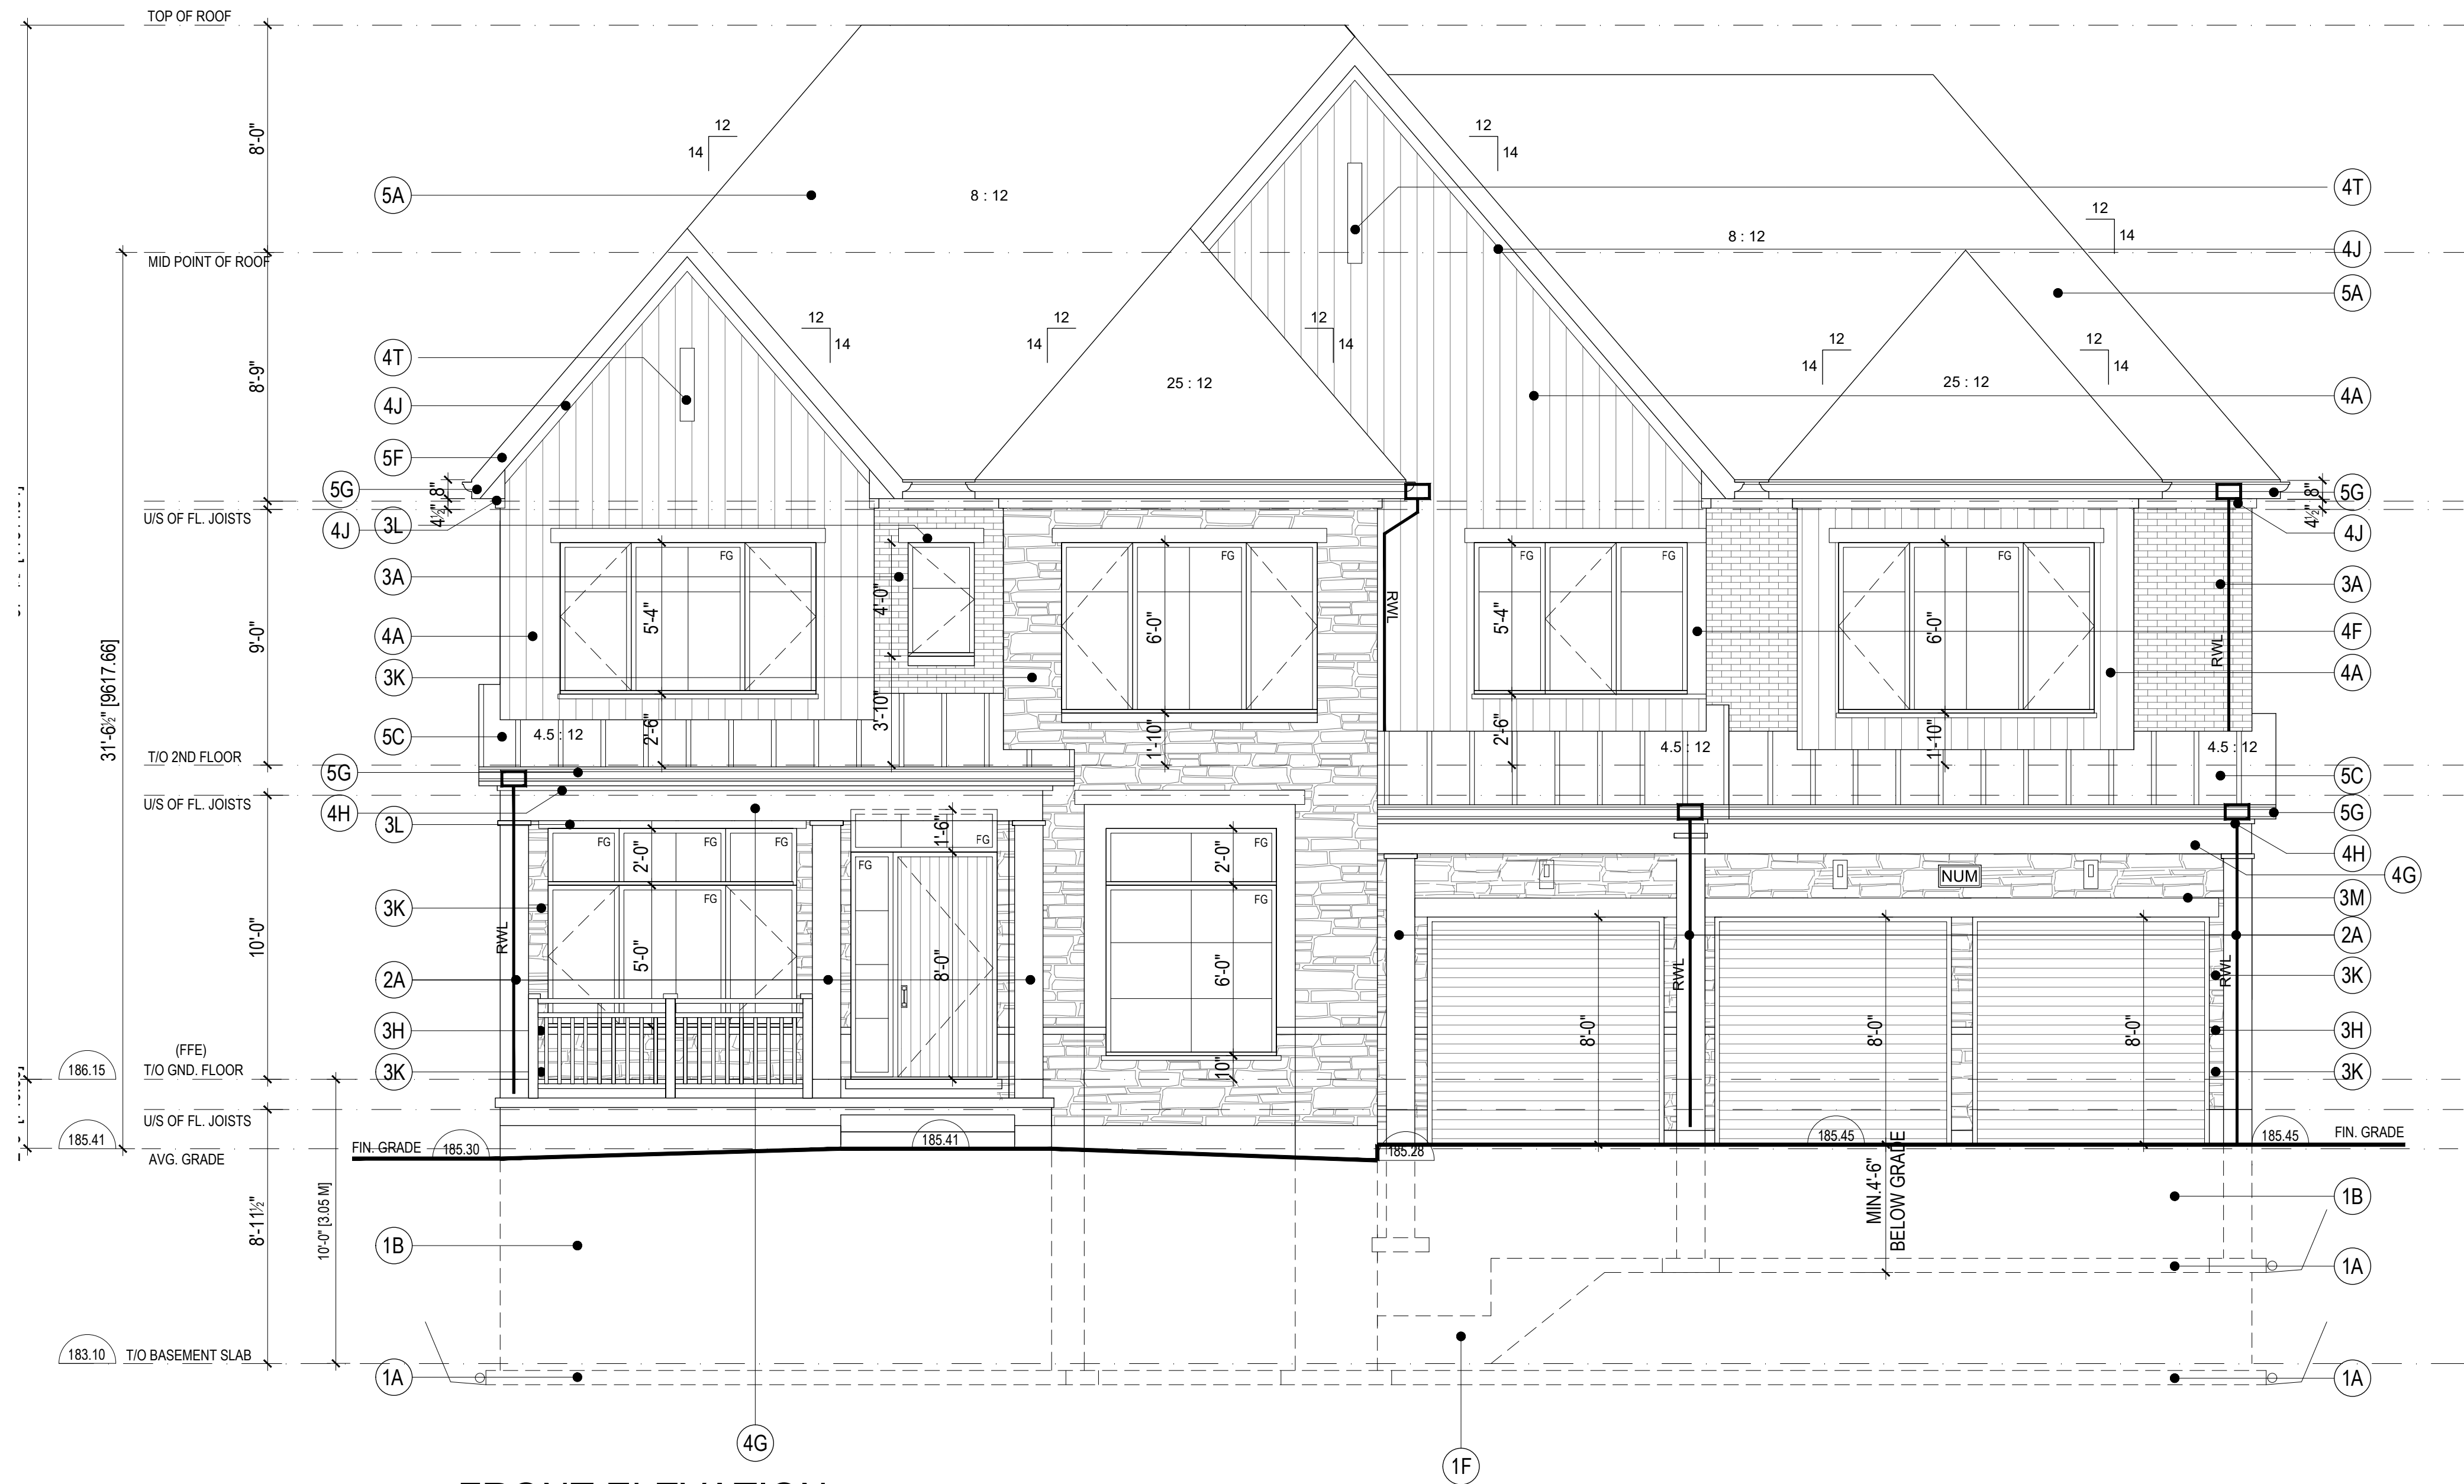 TOP OF ROOF
8'-0"
12
14
12
14
5A
8 : 12
4T
12
14
8 : 12
4J
MID POINT OF ROOF
5A
8'-9"
12
14
12
14
12
14
12
14
12
14
4T
25 : 12
25 : 12
4J
4A
5F
5G
8"
4½"
5G
8"
4½"
U/S OF FL. JOISTS
4J
3L
4J
FG
FG
FG
FG
FG
3A
4'-0"
5'-4"
6'-0"
5'-4"
6'-0"
RWL
3A
4A
4F
9'-0"
RWL
31'-6½" [9617.66]
3K
4A
3'-10"
2'-6"
1'-10"
2'-6"
1'-10"
5C
4.5 : 12
4.5 : 12
4.5 : 12
T/O 2ND FLOOR
5G
5C
U/S OF FL. JOISTS
4H
5G
3L
1'-6"
FG
FG
FG
FG
FG
2'-0"
2'-0"
4H
FG
4G
NUM
FG
FG
3M
3K
10'-0"
RWL
5'-0"
8'-0"
6'-0"
RWL
RWL
2A
3K
2A
3H
8'-0"
8'-0"
8'-0"
3H
(FFE)
186.15
T/O GND. FLOOR
3K
10"
3K
U/S OF FL. JOISTS
185.41
AVG. GRADE
FIN. GRADE
185.30
185.41
185.28
185.45
185.45
FIN. GRADE
MIN.4'-6"
BELOW GRADE
1B
8'-11½"
10'-0" [3.05 M]
1B
1A
183.10
T/O BASEMENT SLAB
1A
1A
4G
1F
FRONT ELEVATION